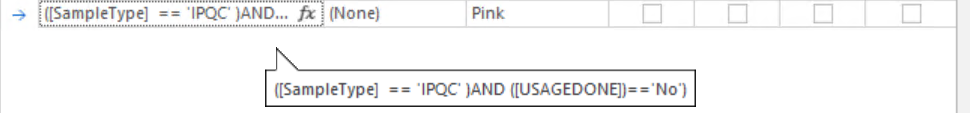 → ([SampleType] == 'IPQC' )AND... fx (None) Pink
([SampleType] == 'IPQC' )AND ([USAGEDONE])=='No')